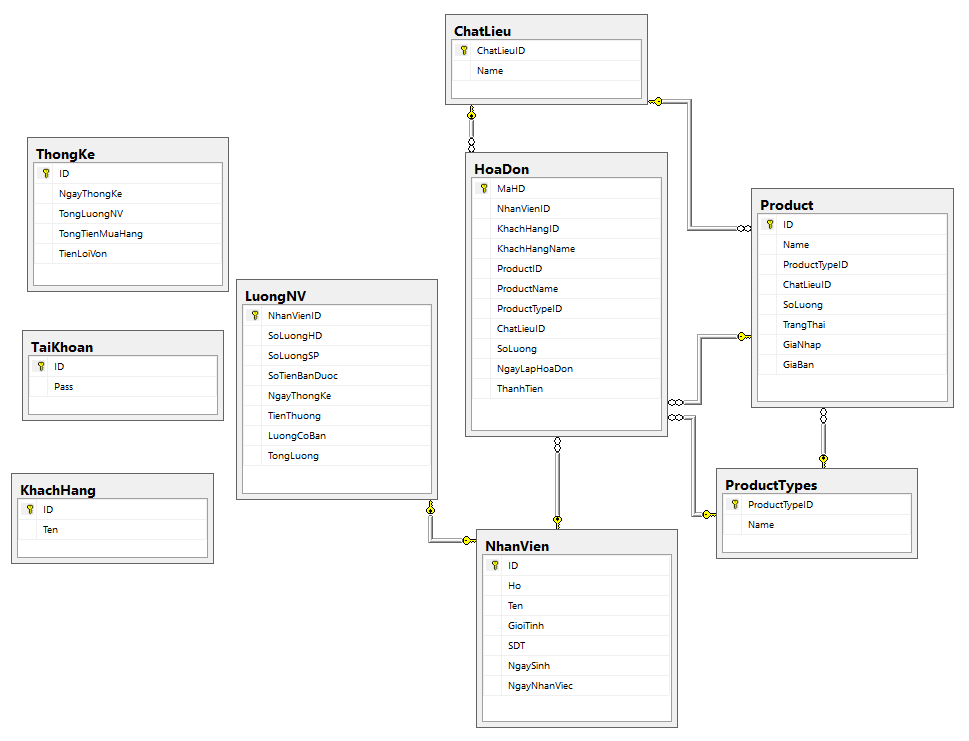 ChatLieu
ChatLieuID
Name
ThongKe
ID
NgayThongKe
TongLuongNV
TongTienMuaHang
TienLoiVon
HoaDon
MaHD
NhanVienID
KhachHangID
KhachHangName
ProductID
ProductName
ProductTypeID
ChatLieuID
SoLuong
NgayLapHoaDon
ThanhTien
Product
ID
Name
ProductTypeID
ChatLieuID
SoLuong
TrangThai
GiaNhap
GiaBan
LuongNV
NhanVienID
SoLuongHD
SoLuongSP
SoTienBanDuoc
NgayThongKe
TienThuong
LuongCoBan
TongLuong
TaiKhoan
ID
Pass
KhachHang
ID
Ten
ProductTypes
ProductTypeID
Name
NhanVien
ID
Ho
Ten
GioiTinh
SDT
NgaySinh
NgayNhanViec